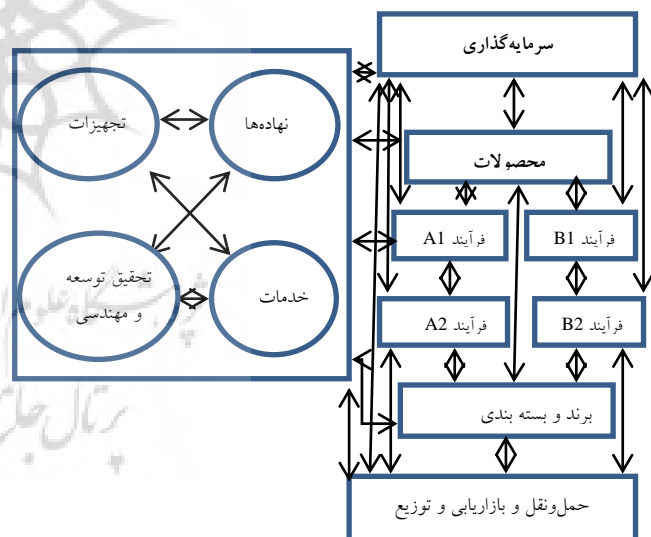 سرمایه‌گذاری
نهاده‌ها
تجهیزات
محصولات
فرآیند B1
فرآیند A1
خدمات
تحقیق توسعه
و مهندسی
فرآیند B2
فرآیند A2
برند و بسته بندی
حمل‌ونقل و بازاریابی و توزیع